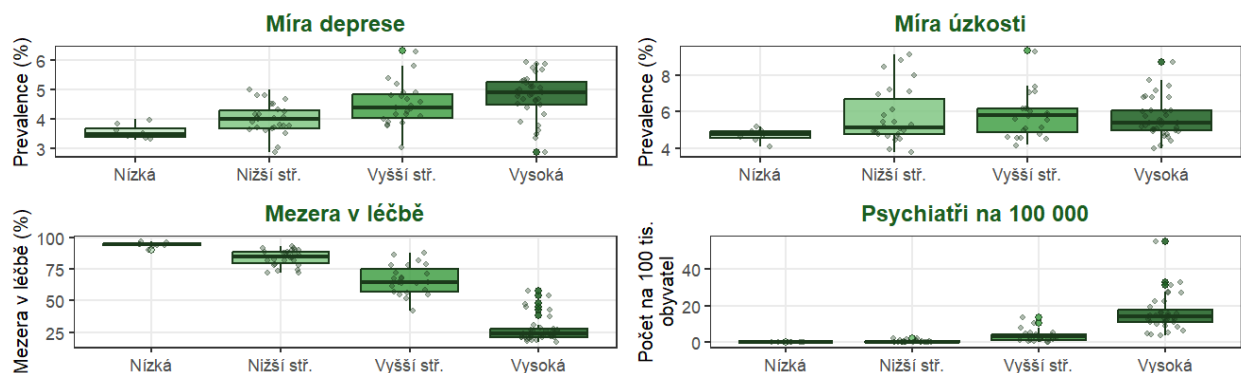 Míra deprese
Prevalence (%)
6
5
4
3
Nízká Nižší stř. Vyšší stř. Vysoká
Míra úzkosti
Prevalence (%)
8
6
4
Nízká Nižší stř. Vyšší stř. Vysoká
Mezera v léčbě
Mezera v léčbě (%)
100
75
50
25
Nízká Nižší stř. Vyšší stř. Vysoká
Psychiatři na 100 000
Počet na 100 tis.
obyvatel
40
20
0
Nízká Nižší stř. Vyšší stř. Vysoká